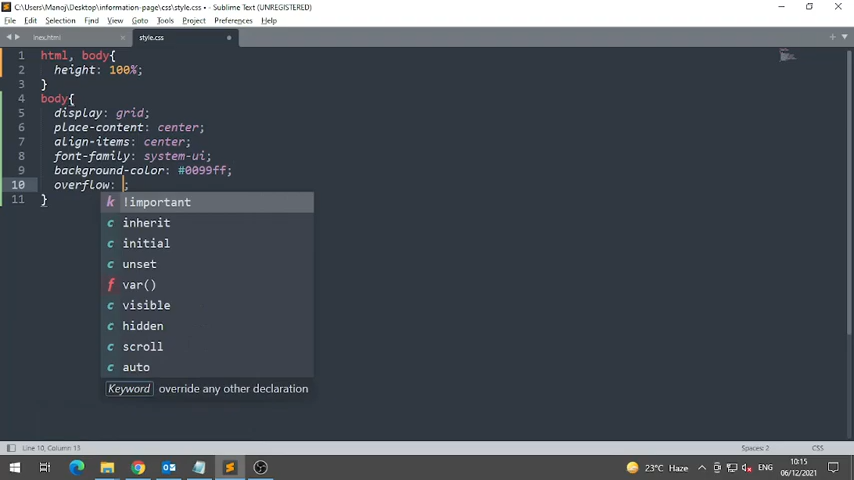 C:\Users\Manoj\Desktop\information-page\css\style.css • - Sublime Text (UNREGISTERED)
File Edit Selection Find View Goto Tools Project Preferences Help
inex.html style.css
1 html, body{
2 height: 100%;
3 }
4 body{
5 display: grid;
6 place-content: center;
7 align-items: center;
8 font-family: system-ui;
9 background-color: #0099ff;
10 overflow: ;
11 }
k !important
c inherit
c initial
c unset
f var()
c visible
c hidden
c scroll
c auto
Keyword override any other declaration
Line 10, Column 15 Spaces: 2 CSS
23°C Haze ENG 10:15
06/12/2021